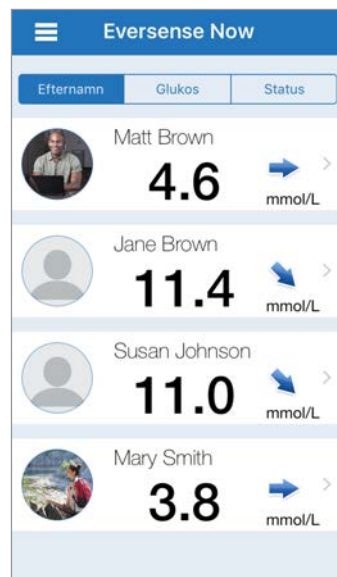 Eversense Now
Efternamn Glukos Status
Matt Brown
4.6
mmol/L
Jane Brown
11.4
mmol/L
Susan Johnson
11.0
mmol/L
Mary Smith
3.8
mmol/L